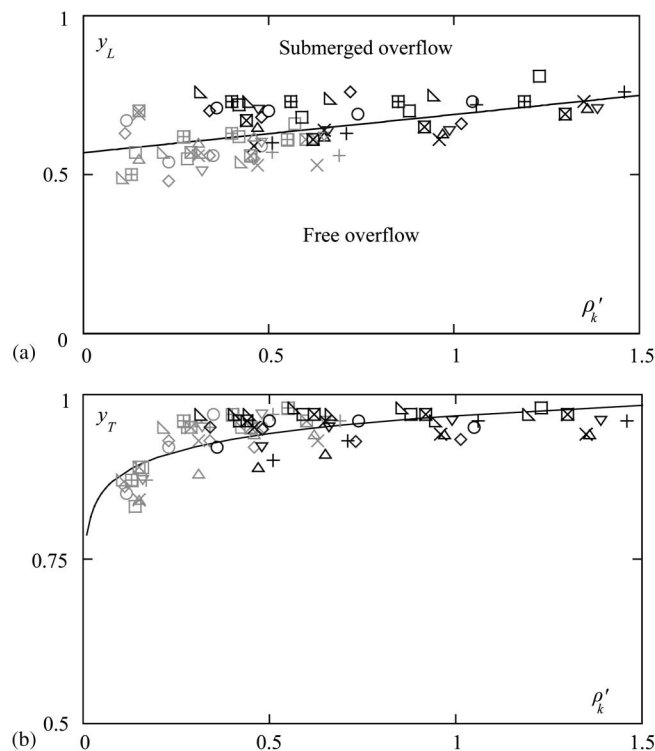 1
y_L
Submerged overflow
0.5
Free overflow
ρ_k′
0
(a)
0 0.5 1 1.5
1
y_T
0.75
ρ_k′
0.5
(b)
0 0.5 1 1.5